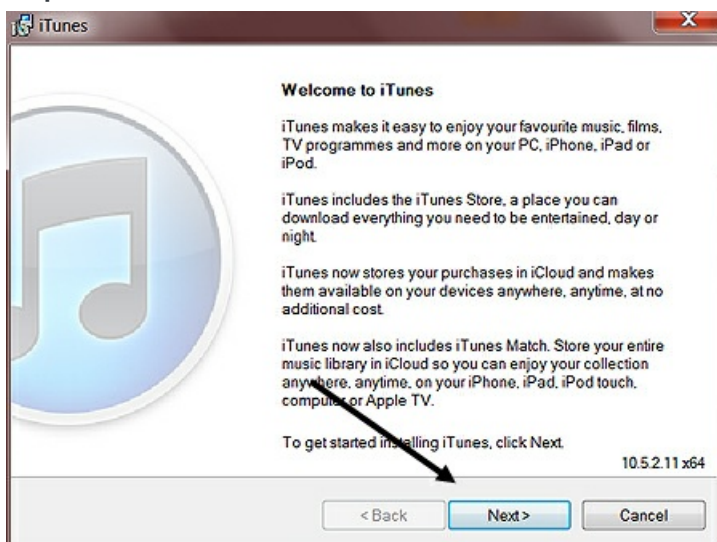 iTunes
Welcome to iTunes
iTunes makes it easy to enjoy your favourite music, films,
TV programmes and more on your PC, iPhone, iPad or
iPod.
iTunes includes the iTunes Store, a place you can
download everything you need to be entertained, day or
night.
iTunes now stores your purchases in iCloud and makes
them available on your devices anywhere, anytime, at no
additional cost.
iTunes now also includes iTunes Match. Store your entire
music library in iCloud so you can enjoy your collection
anywhere, anytime, on your iPhone, iPad, iPod touch,
computer or Apple TV.
To get started installing iTunes, click Next.
10.5.2.11 x64
< Back Next > Cancel